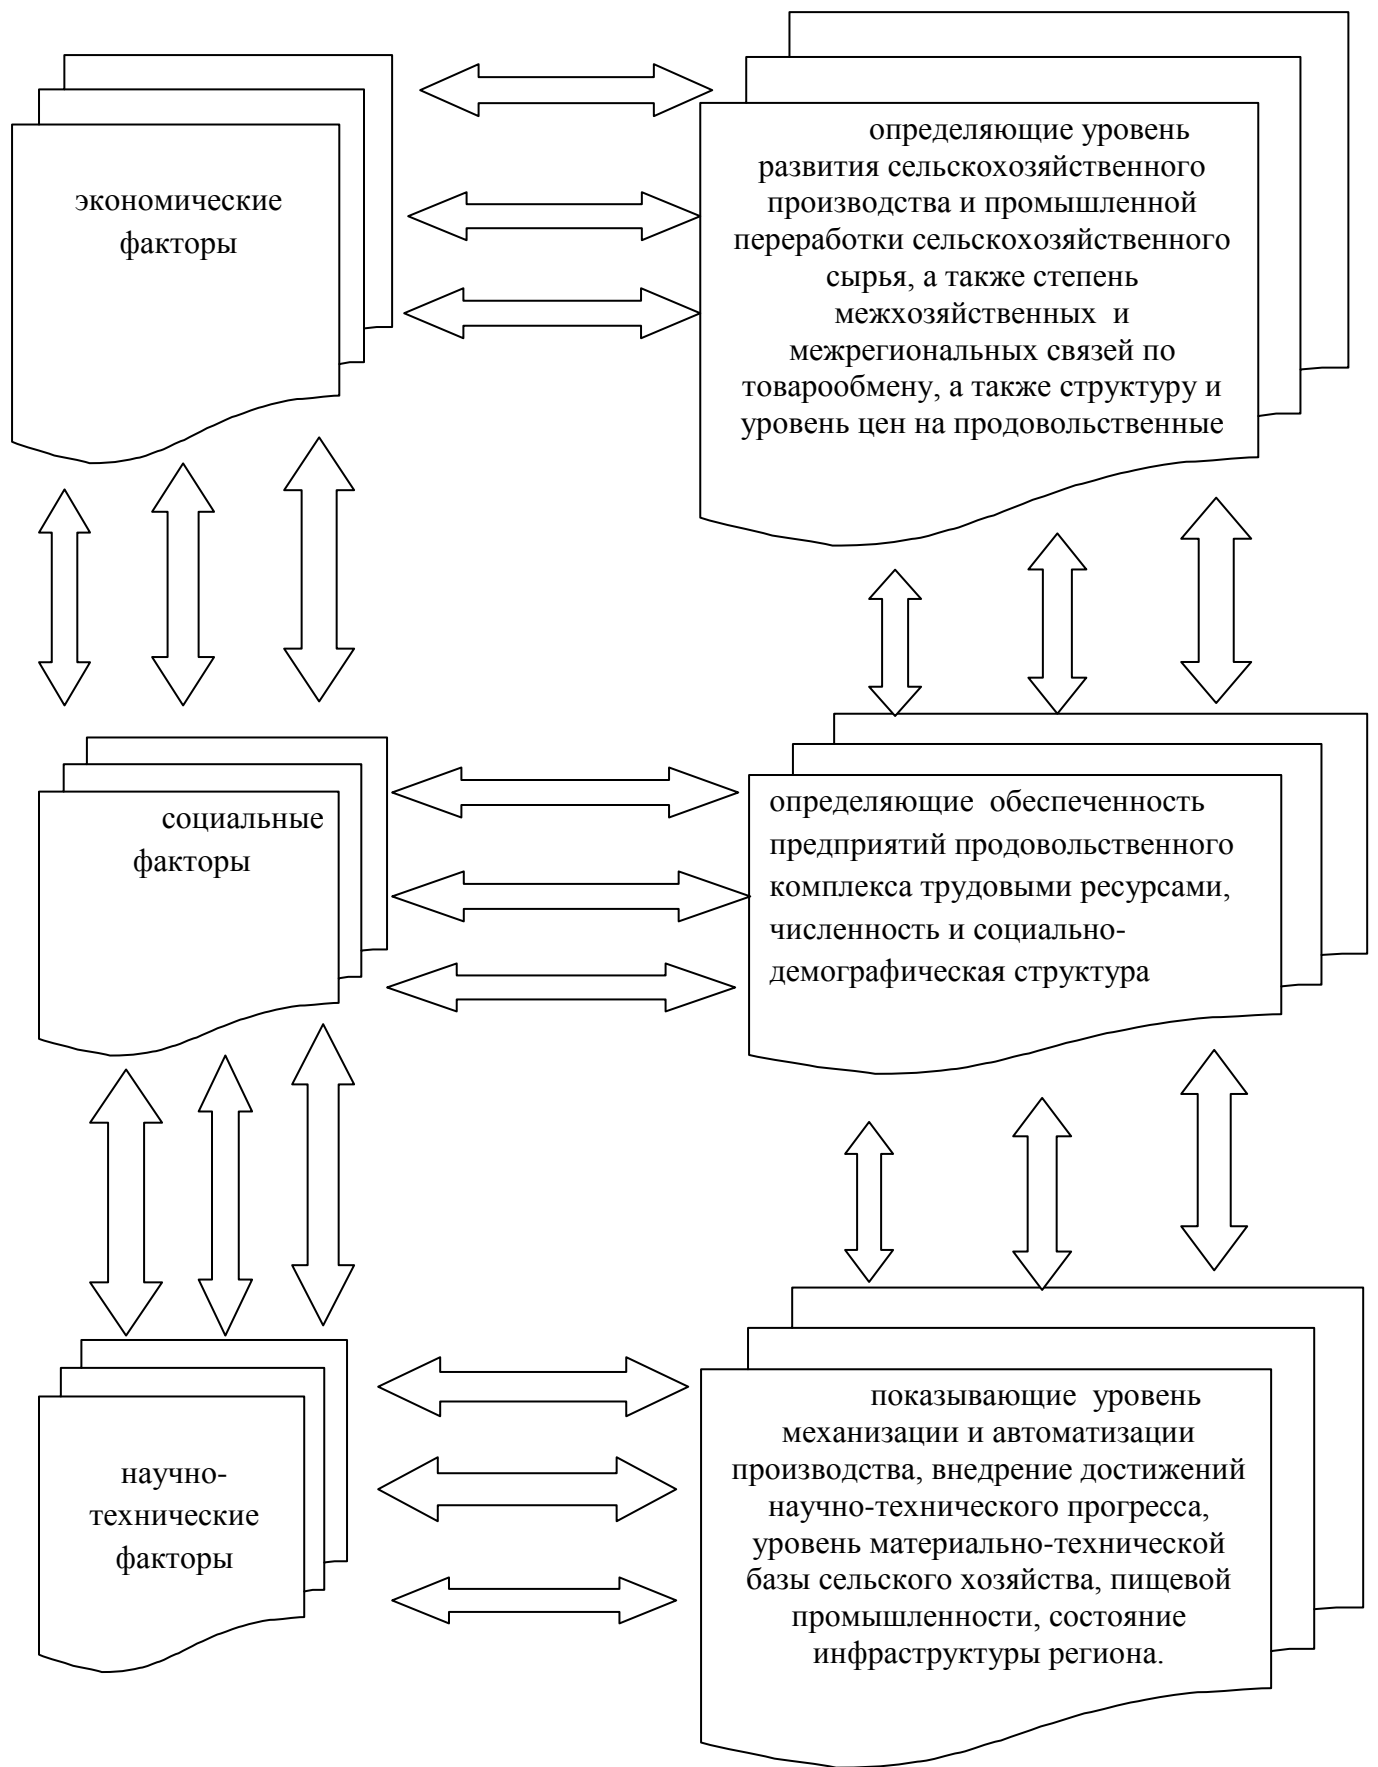 экономические
факторы
определяющие уровень
развития сельскохозяйственного
производства и промышленной
переработки сельскохозяйственного
сырья, а также степень
межхозяйственных и
межрегиональных связей по
товарообмену, а также структуру и
уровень цен на продовольственные
социальные
факторы
определяющие обеспеченность
предприятий продовольственного
комплекса трудовыми ресурсами,
численность и социально-
демографическая структура
научно-
технические
факторы
показывающие уровень
механизации и автоматизации
производства, внедрение достижений
научно-технического прогресса,
уровень материально-технической
базы сельского хозяйства, пищевой
промышленности, состояние
инфраструктуры региона.